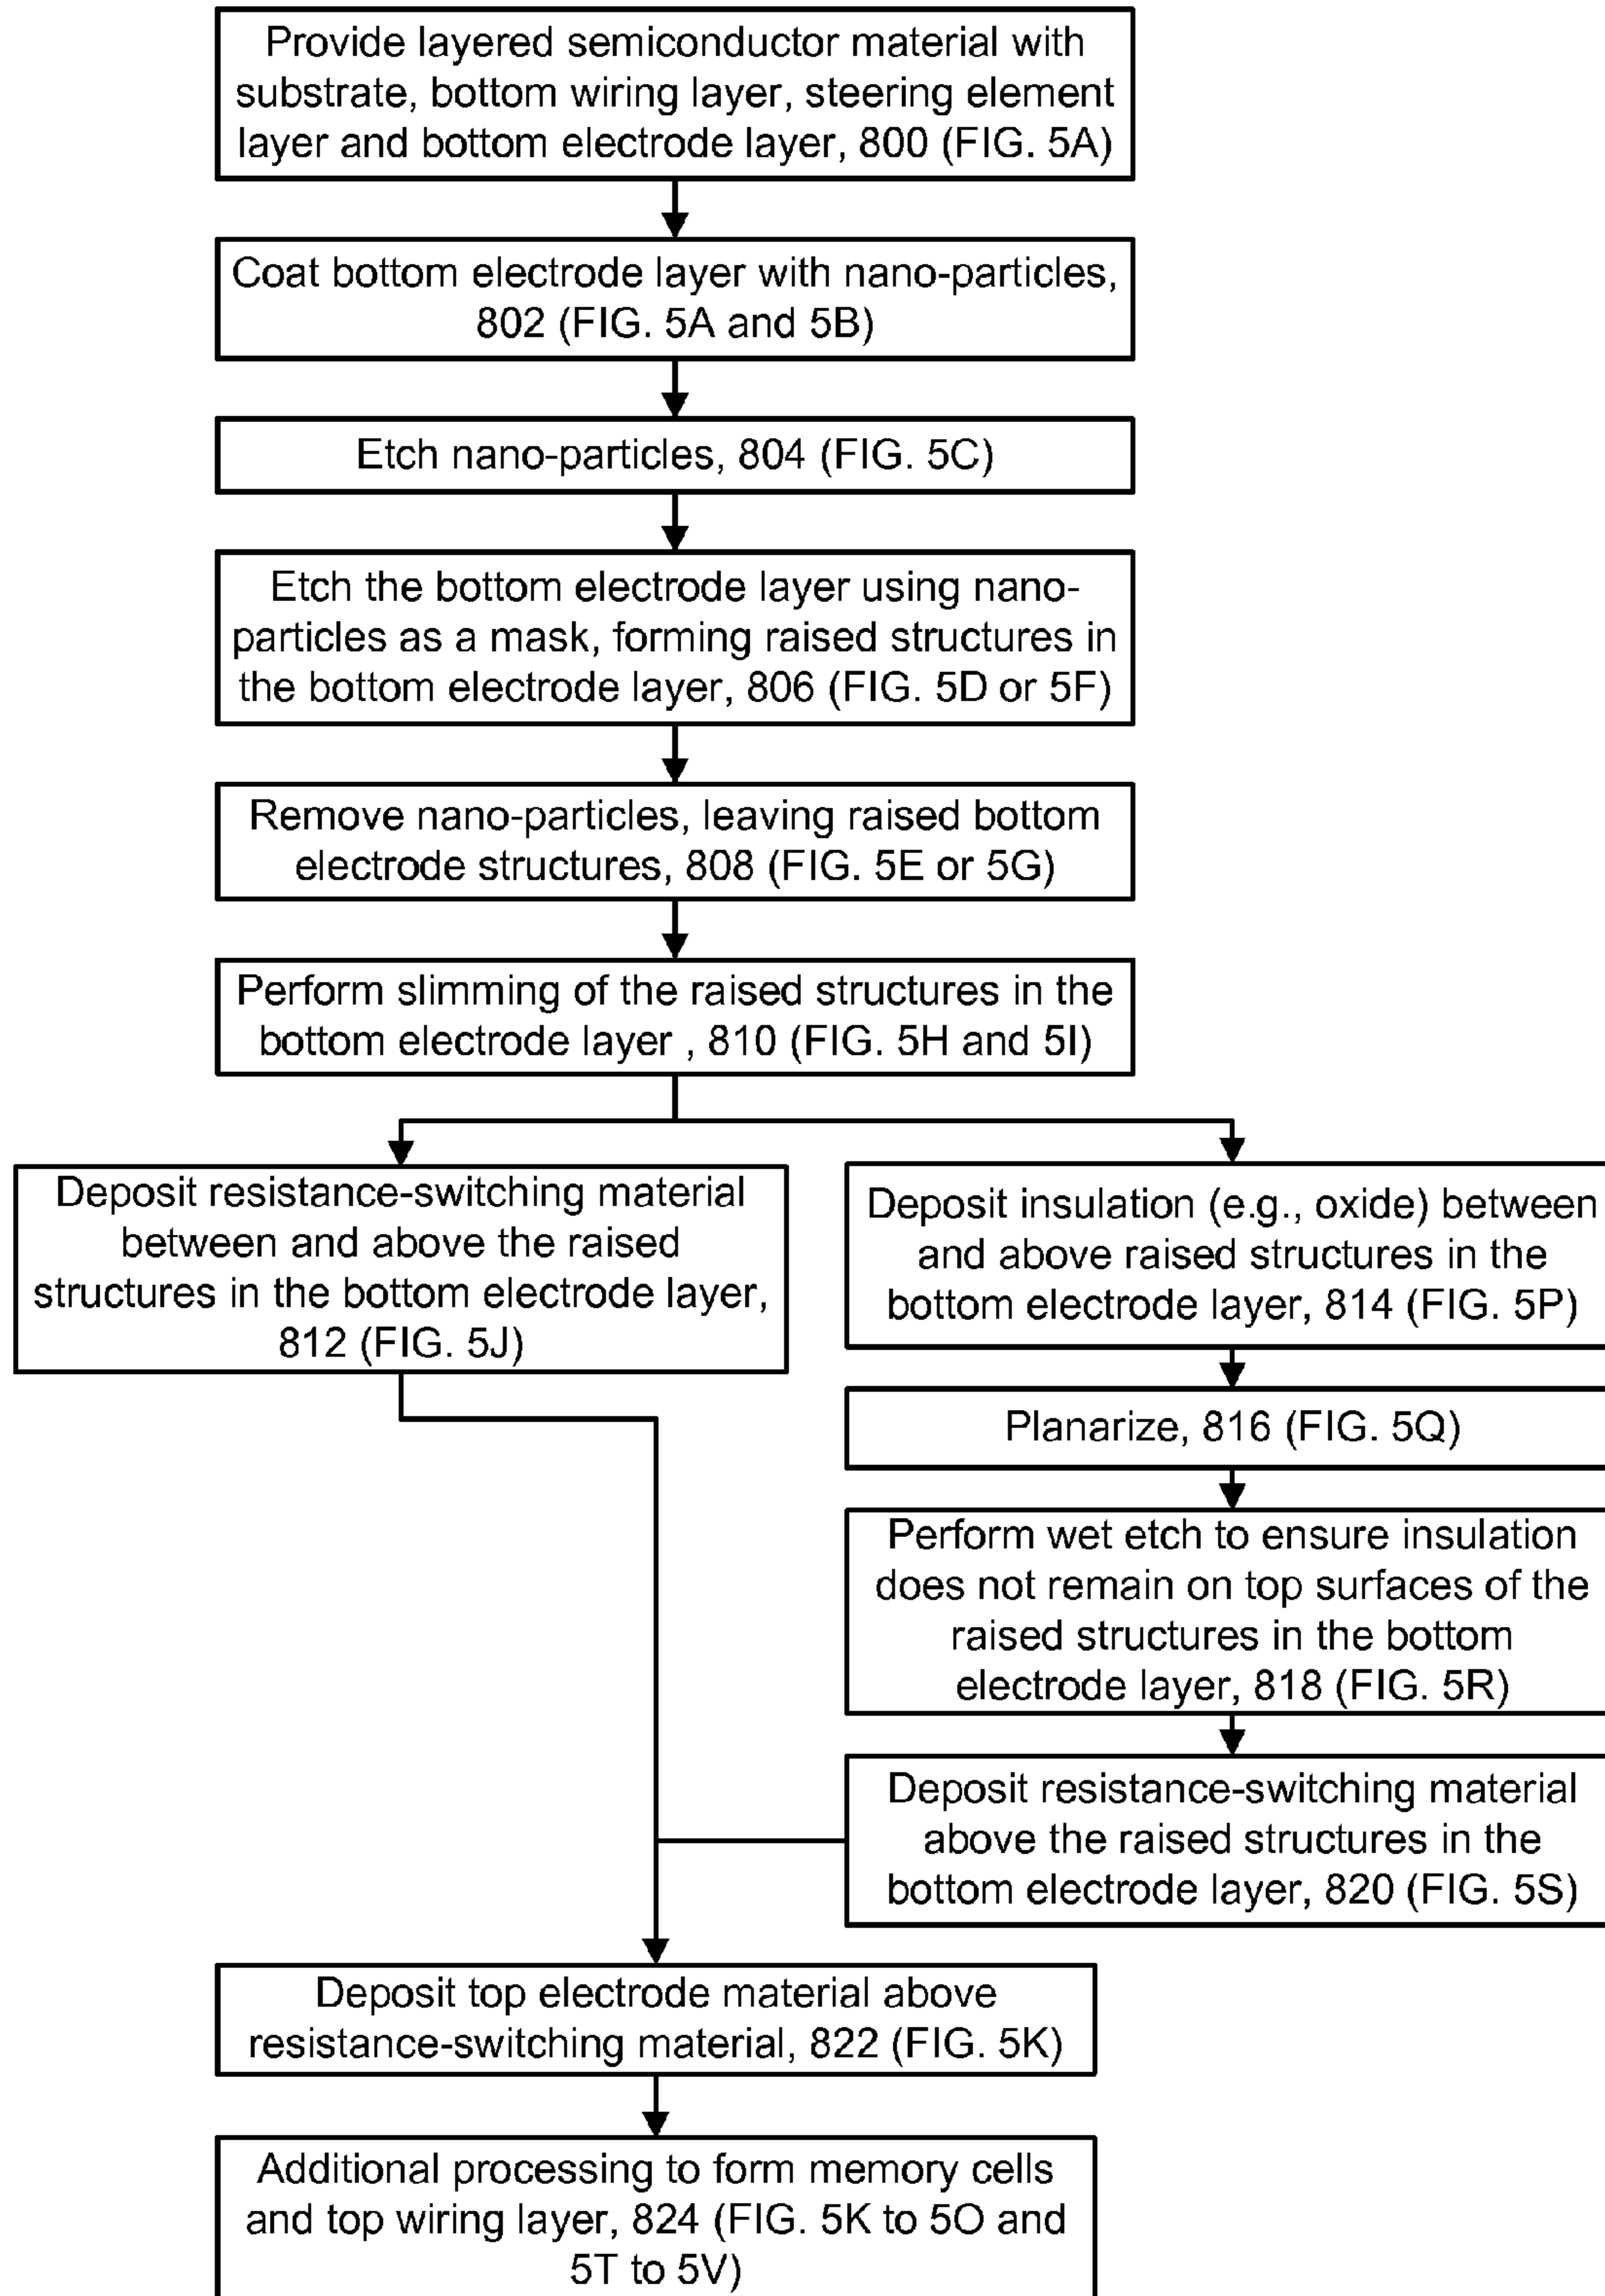 Provide layered semiconductor material with
substrate, bottom wiring layer, steering element
layer and bottom electrode layer, 800 (FIG. 5A)
Coat bottom electrode layer with nano-particles,
802 (FIG. 5A and 5B)
Etch nano-particles, 804 (FIG. 5C)
Etch the bottom electrode layer using nano-
particles as a mask, forming raised structures in
the bottom electrode layer, 806 (FIG. 5D or 5F)
Remove nano-particles, leaving raised bottom
electrode structures, 808 (FIG. 5E or 5G)
Perform slimming of the raised structures in the
bottom electrode layer , 810 (FIG. 5H and 5I)
Deposit resistance-switching material
between and above the raised
structures in the bottom electrode layer,
812 (FIG. 5J)
Deposit insulation (e.g., oxide) between
and above raised structures in the
bottom electrode layer, 814 (FIG. 5P)
Planarize, 816 (FIG. 5Q)
Perform wet etch to ensure insulation
does not remain on top surfaces of the
raised structures in the bottom
electrode layer, 818 (FIG. 5R)
Deposit resistance-switching material
above the raised structures in the
bottom electrode layer, 820 (FIG. 5S)
Deposit top electrode material above
resistance-switching material, 822 (FIG. 5K)
Additional processing to form memory cells
and top wiring layer, 824 (FIG. 5K to 5O and
5T to 5V)